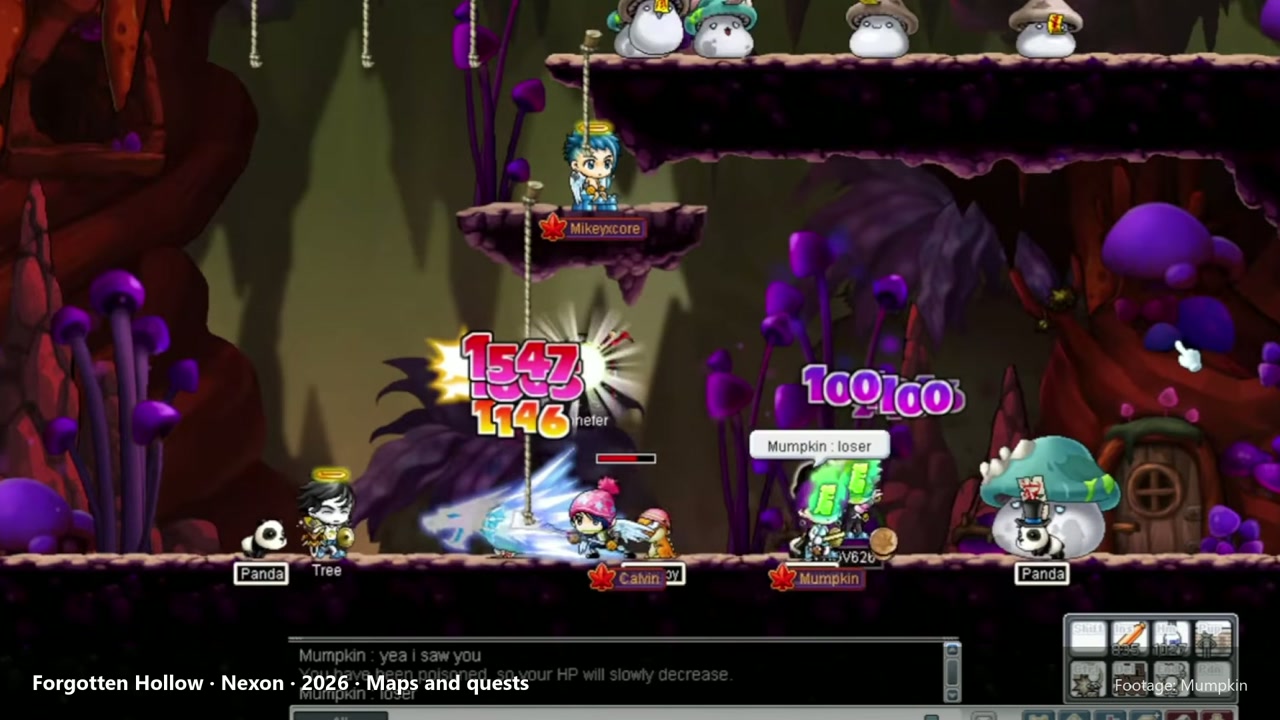 Mikeyxcore
1547
1146
100 100
Mumpkin : loser
Panda
Tree
Calvin
Mumpkin
Panda
Mumpkin : yea i saw you
You have been poisoned, so your HP will slowly decrease.
Mumpkin : loser
Forgotten Hollow · Nexon · 2026 · Maps and quests
Footage: Mumpkin